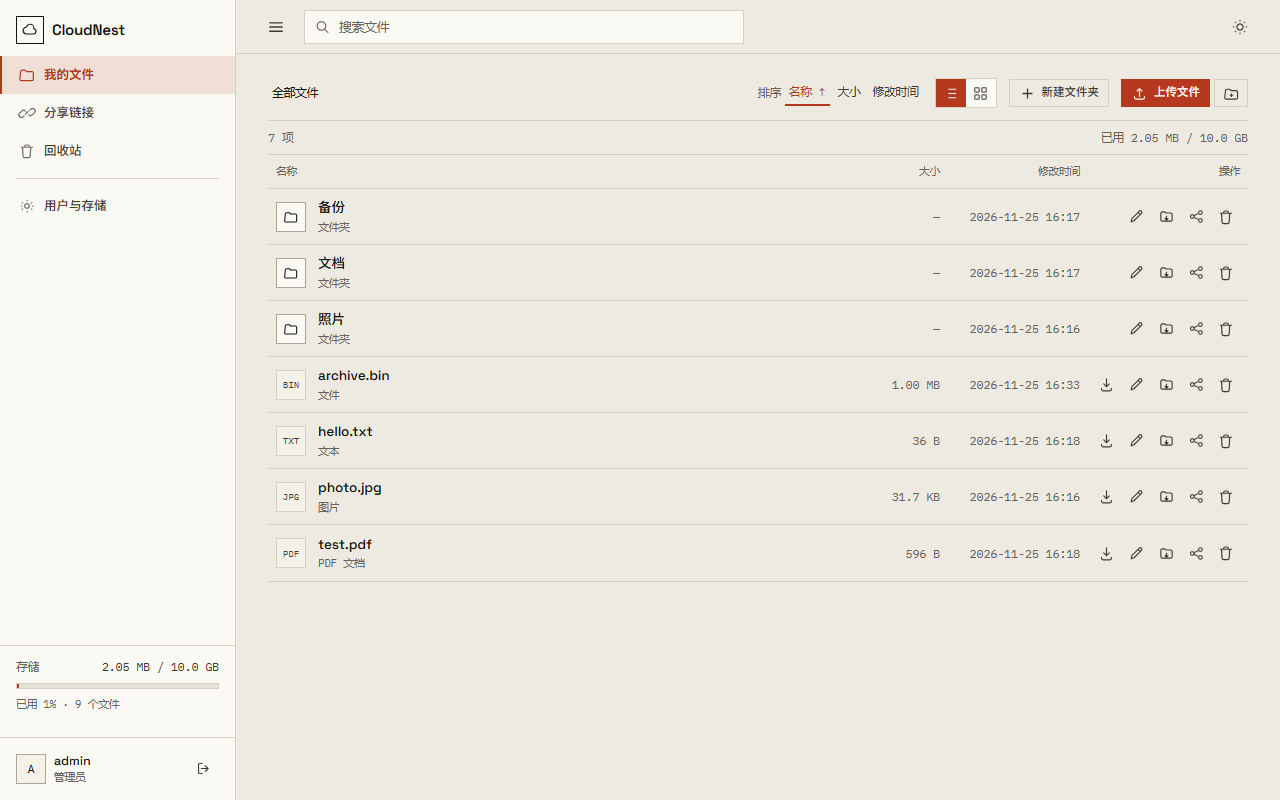 CloudNest
我的文件
分享链接
回收站
用户与存储
存储 2.05 MB / 10.0 GB
已用 1% · 9 个文件
A
admin
管理员
搜索文件
全部文件
排序 名称 ↑ 大小 修改时间
新建文件夹
上传文件
7 项
已用 2.05 MB / 10.0 GB
名称 大小 修改时间 操作
备份 — 2026-11-25 16:17
文件夹
文档 — 2026-11-25 16:17
文件夹
照片 — 2026-11-25 16:16
文件夹
BIN archive.bin 1.00 MB 2026-11-25 16:33
文件
TXT hello.txt 36 B 2026-11-25 16:18
文本
JPG photo.jpg 31.7 KB 2026-11-25 16:16
图片
PDF test.pdf 596 B 2026-11-25 16:18
PDF 文档